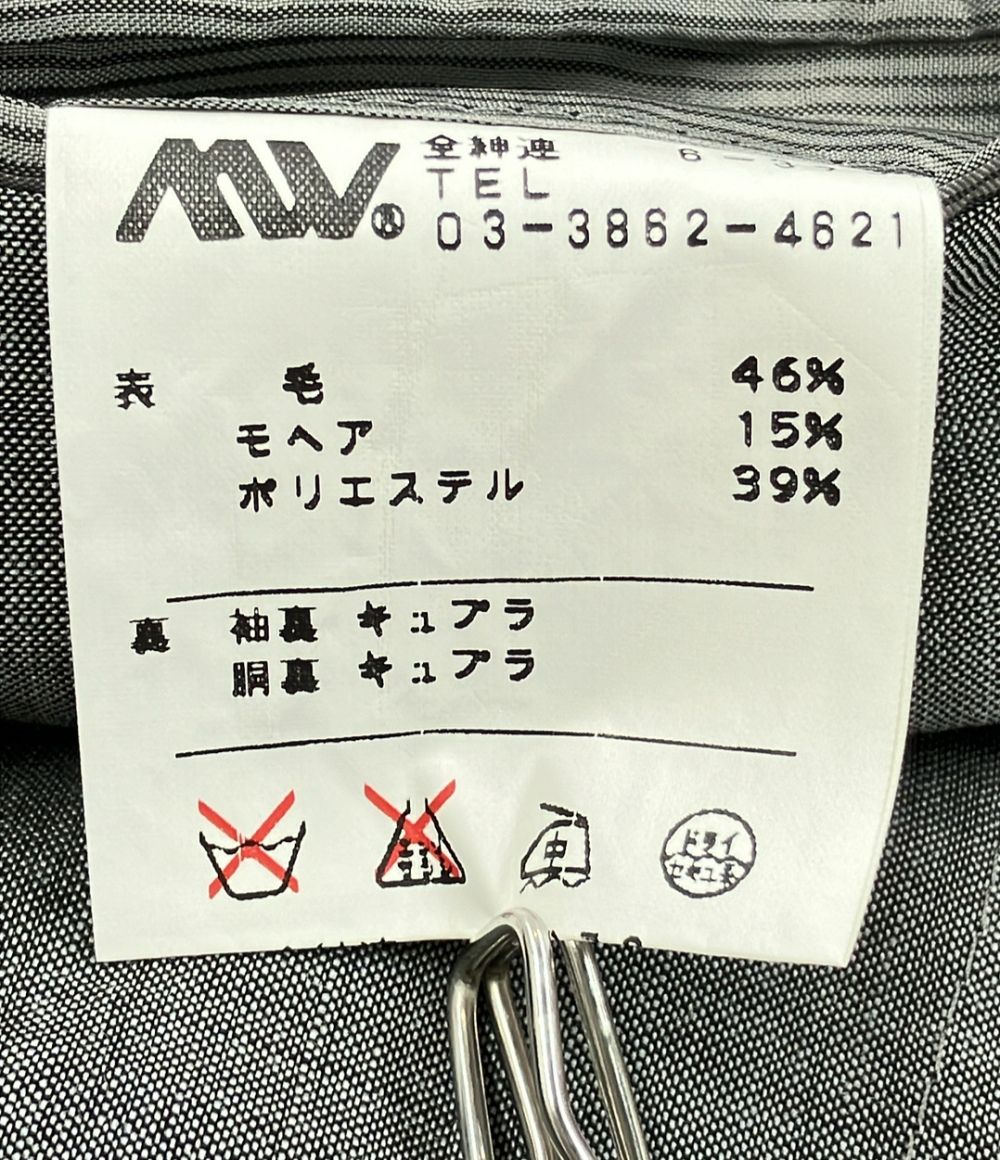 MW®
全紳連
TEL
03-3862-4621
表 毛 46%
モヘア 15%
ポリエステル 39%
裏 袖裏 キュプラ
胴裏 キュプラ
中
ドライ
セキユ系